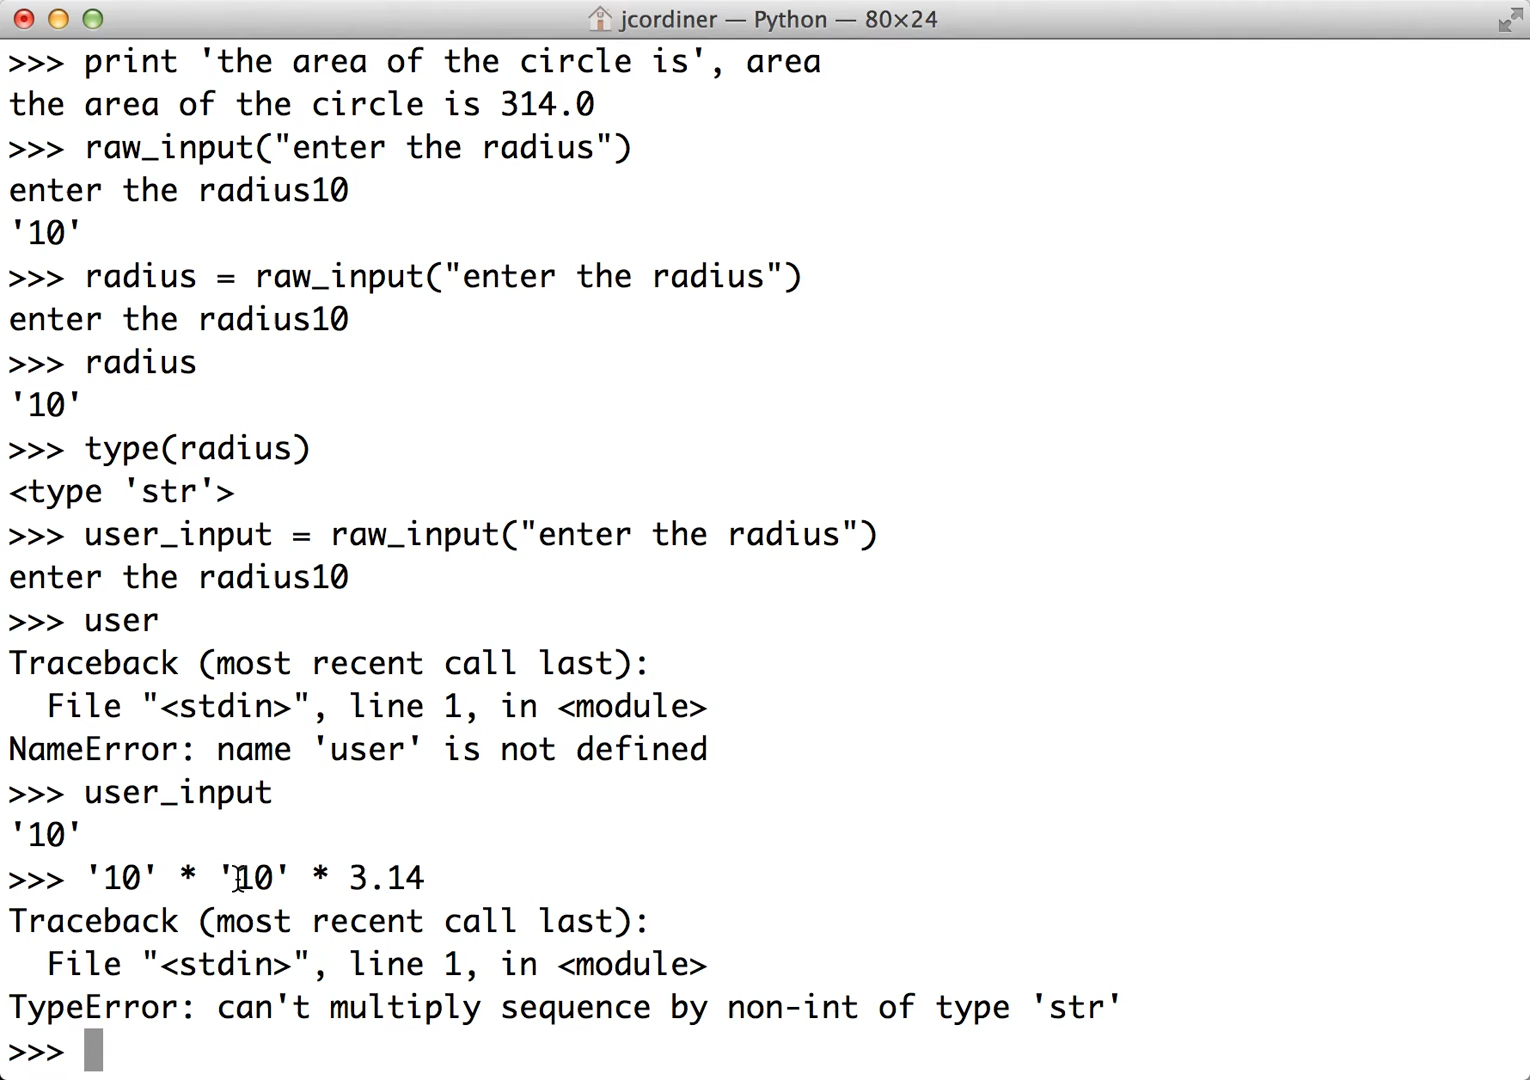 jcordiner — Python — 80×24
>>> print 'the area of the circle is', area
the area of the circle is 314.0
>>> raw_input("enter the radius")
enter the radius10
'10'
>>> radius = raw_input("enter the radius")
enter the radius10
>>> radius
'10'
>>> type(radius)
<type 'str'>
>>> user_input = raw_input("enter the radius")
enter the radius10
>>> user
Traceback (most recent call last):
  File "<stdin>", line 1, in <module>
NameError: name 'user' is not defined
>>> user_input
'10'
>>> '10' * '10' * 3.14
Traceback (most recent call last):
  File "<stdin>", line 1, in <module>
TypeError: can't multiply sequence by non-int of type 'str'
>>>